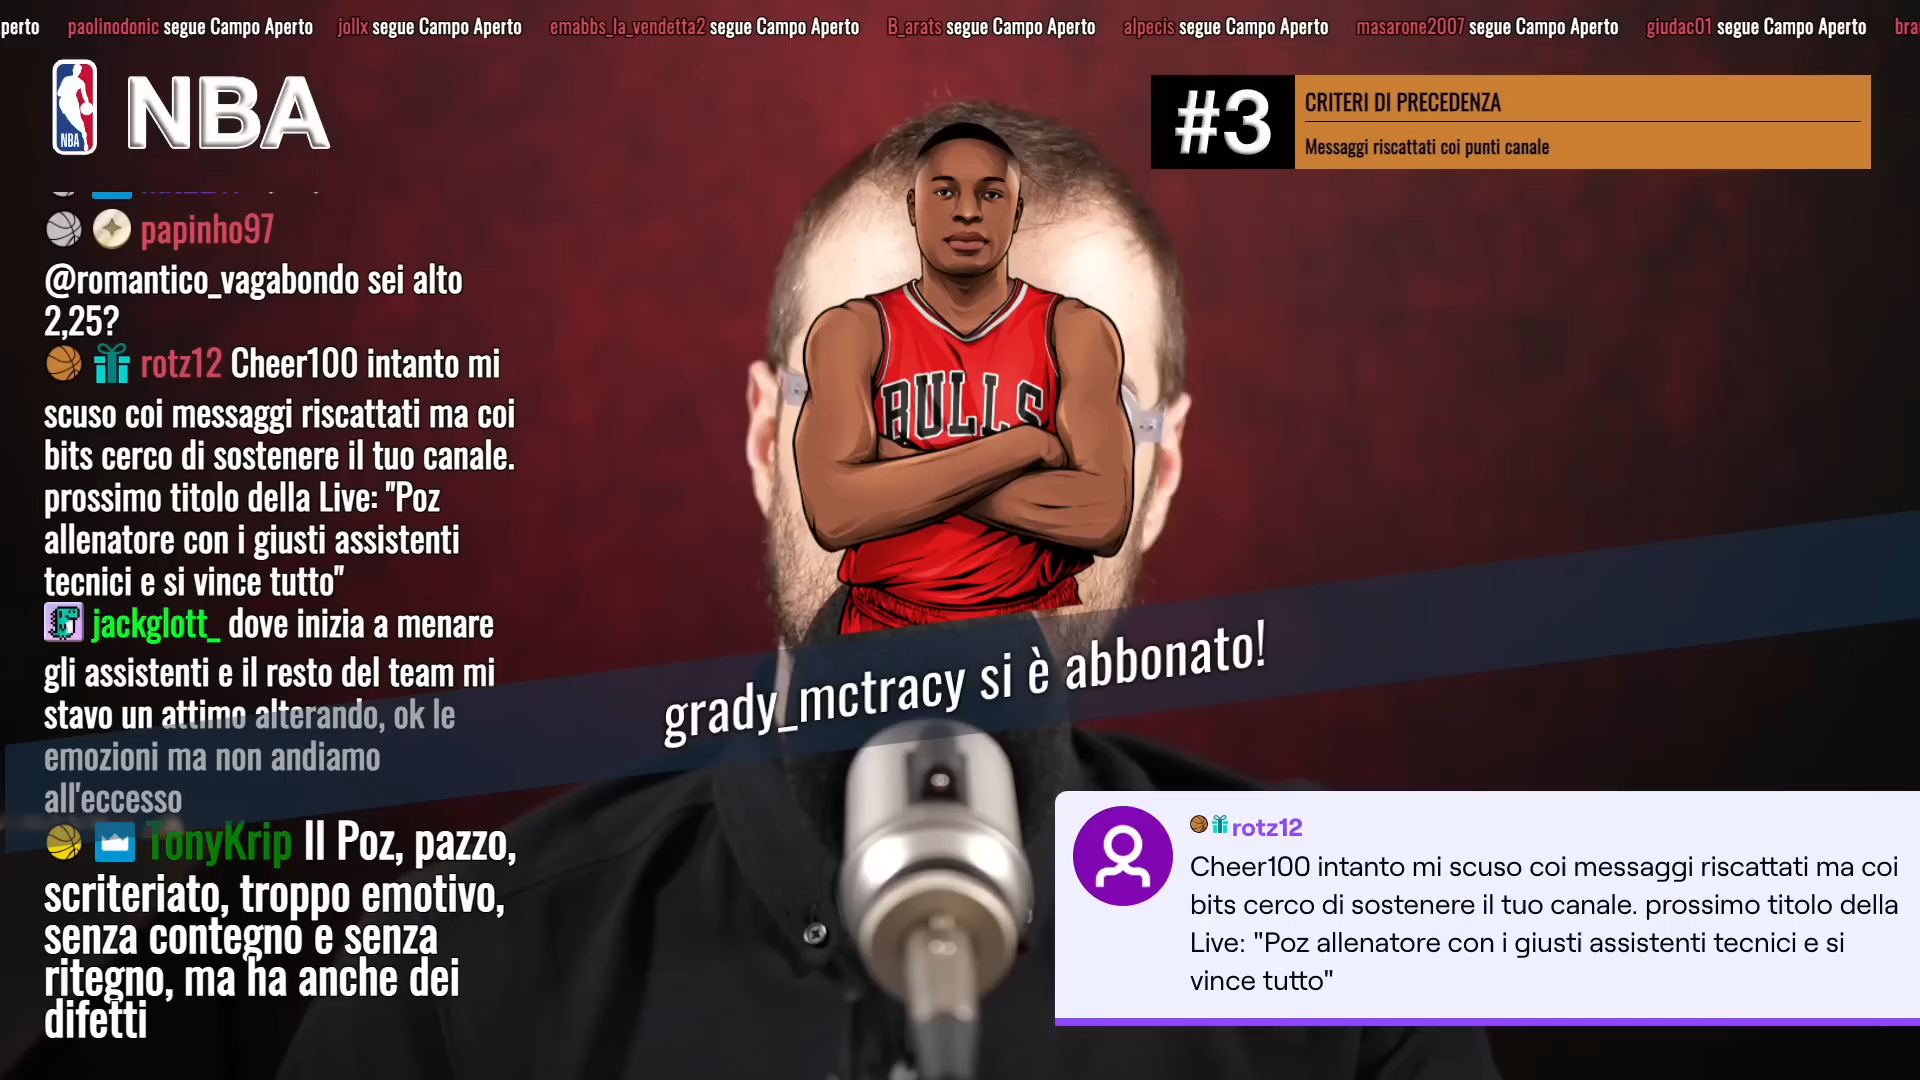 perto paolinodonic segue Campo Aperto jollx segue Campo Aperto emabbs_la_vendetta2 segue Campo Aperto B_arats segue Campo Aperto alpecis segue Campo Aperto masarone2007 segue Campo Aperto giudac01 segue Campo Aperto
NBA
NBA
#3
CRITERI DI PRECEDENZA
Messaggi riscattati coi punti canale
papinho97
@romantico_vagabondo sei alto
2,25?
rotz12 Cheer100 intanto mi
scuso coi messaggi riscattati ma coi
bits cerco di sostenere il tuo canale.
prossimo titolo della Live: "Poz
allenatore con i giusti assistenti
tecnici e si vince tutto"
jackglott_ dove inizia a menare
gli assistenti e il resto del team mi
stavo un attimo alterando, ok le
emozioni ma non andiamo
all'eccesso
TonyKrip Il Poz, pazzo,
scriteriato, troppo emotivo,
senza contegno e senza
ritegno, ma ha anche dei
difetti
BULLS
grady_mctracy si è abbonato!
rotz12
Cheer100 intanto mi scuso coi messaggi riscattati ma coi
bits cerco di sostenere il tuo canale. prossimo titolo della
Live: "Poz allenatore con i giusti assistenti tecnici e si
vince tutto"